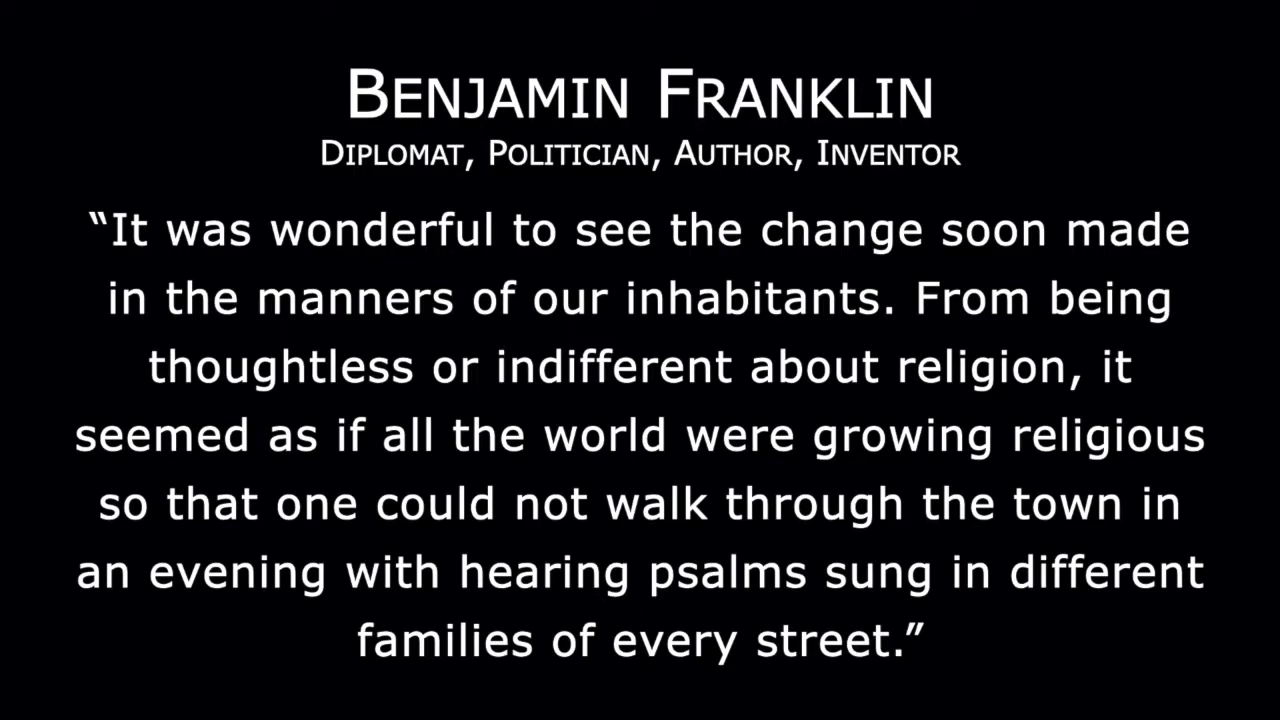 Benjamin Franklin
Diplomat, Politician, Author, Inventor
“It was wonderful to see the change soon made
in the manners of our inhabitants. From being
thoughtless or indifferent about religion, it
seemed as if all the world were growing religious
so that one could not walk through the town in
an evening with hearing psalms sung in different
families of every street.”